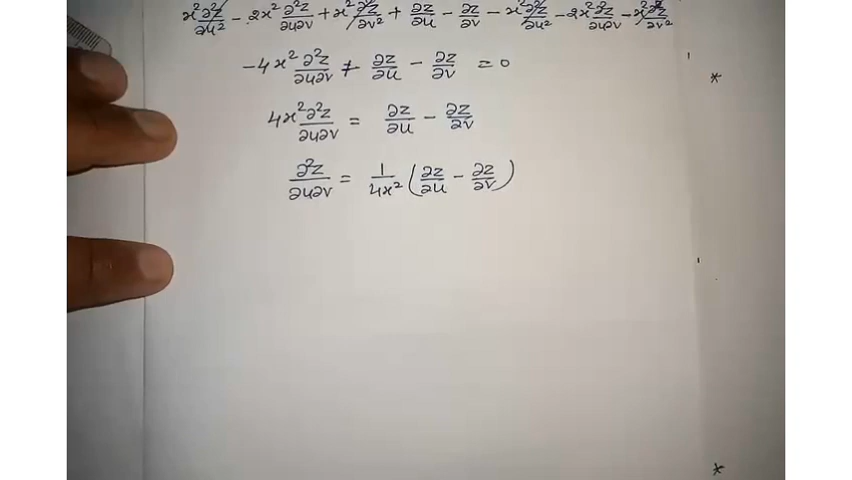 x² ∂²z/∂u² - 2x² ∂²z/∂u∂v + x² ∂²z/∂v² + ∂z/∂u - ∂z/∂v - x² ∂²z/∂u² - 2x² ∂²z/∂u∂v - x² ∂²z/∂v²
-4x² ∂²z/∂u∂v + ∂z/∂u - ∂z/∂v = 0
*
4x² ∂²z/∂u∂v = ∂z/∂u - ∂z/∂v
∂²z/∂u∂v = 1/4x² (∂z/∂u - ∂z/∂v)
*